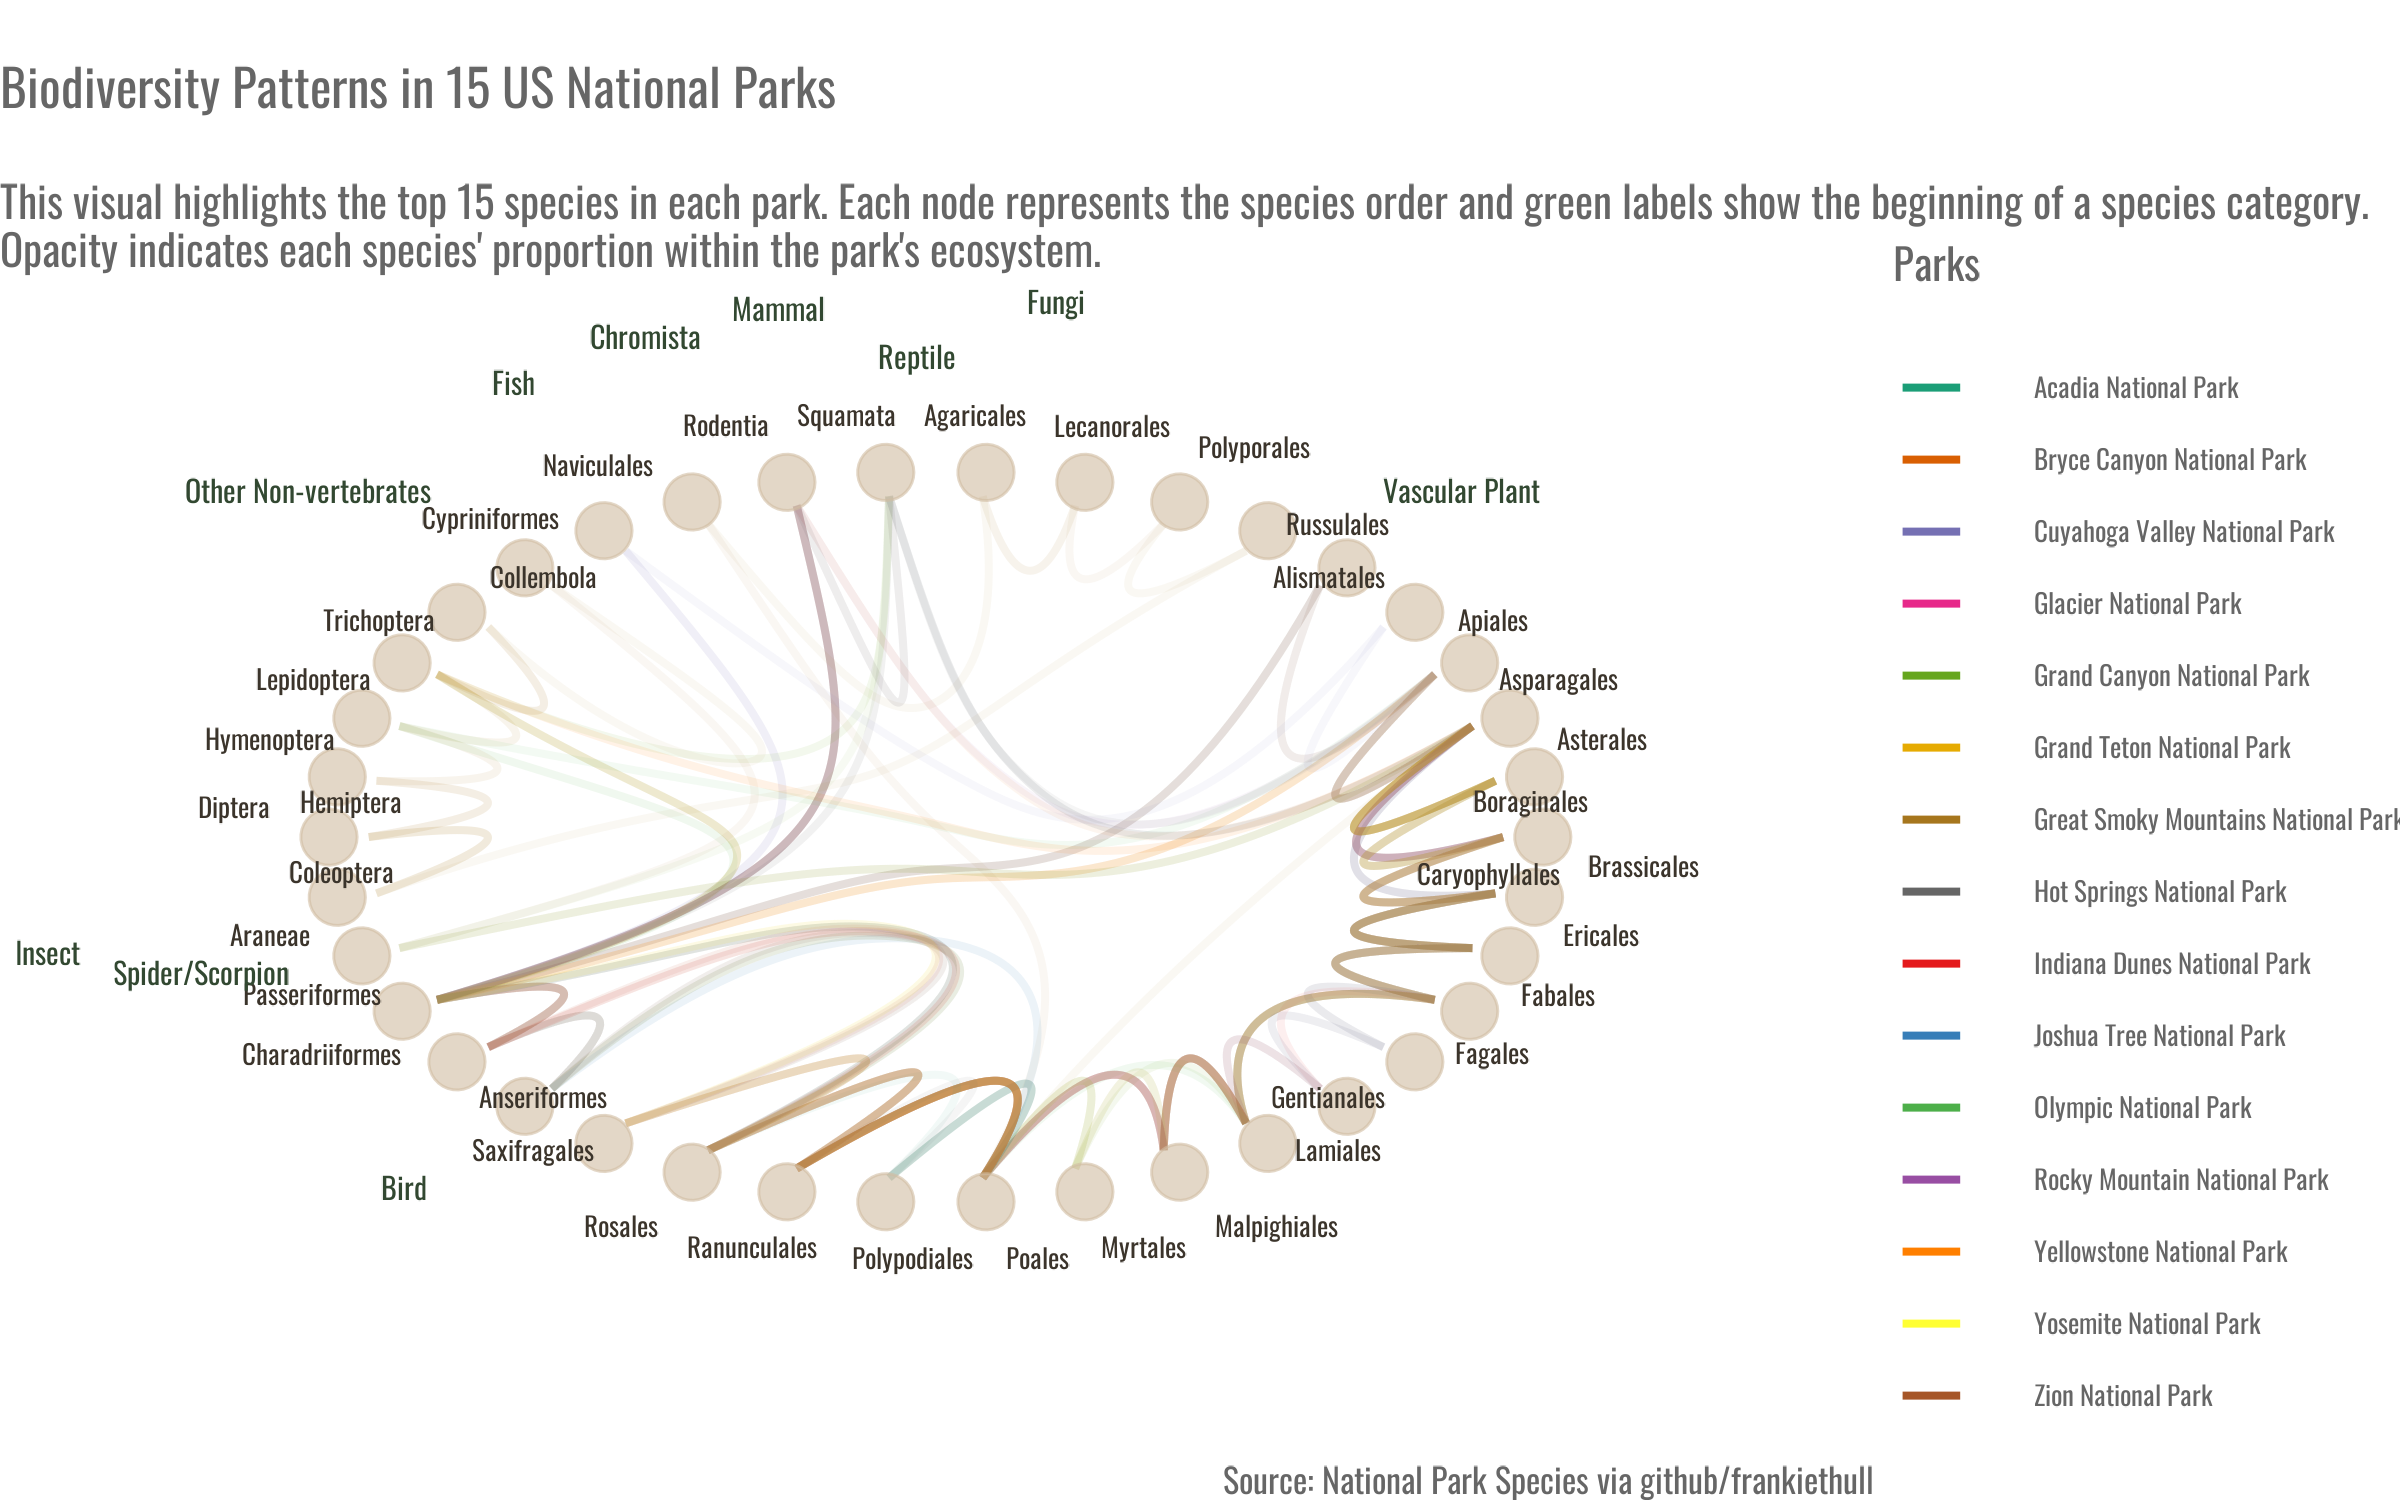 Biodiversity Patterns in 15 US National Parks
This visual highlights the top 15 species in each park. Each node represents the species order and green labels show the beginning of a species category.
Opacity indicates each species' proportion within the park's ecosystem.
Parks
Fungi
Mammal
Chromista
Reptile
Fish
Squamata
Agaricales
Rodentia
Lecanorales
Polyporales
Naviculales
Other Non-vertebrates
Vascular Plant
Cypriniformes
Russulales
Collembola
Alismatales
Trichoptera
Apiales
Lepidoptera
Asparagales
Hymenoptera
Asterales
Diptera
Hemiptera
Boraginales
Coleoptera
Caryophyllales
Brassicales
Araneae
Ericales
Insect
Spider/Scorpion
Passeriformes
Fabales
Charadriiformes
Fagales
Anseriformes
Gentianales
Saxifragales
Lamiales
Bird
Rosales
Malpighiales
Ranunculales
Myrtales
Polypodiales
Poales
Acadia National Park
Bryce Canyon National Park
Cuyahoga Valley National Park
Glacier National Park
Grand Canyon National Park
Grand Teton National Park
Great Smoky Mountains National Park
Hot Springs National Park
Indiana Dunes National Park
Joshua Tree National Park
Olympic National Park
Rocky Mountain National Park
Yellowstone National Park
Yosemite National Park
Zion National Park
Source: National Park Species via github/frankiethull